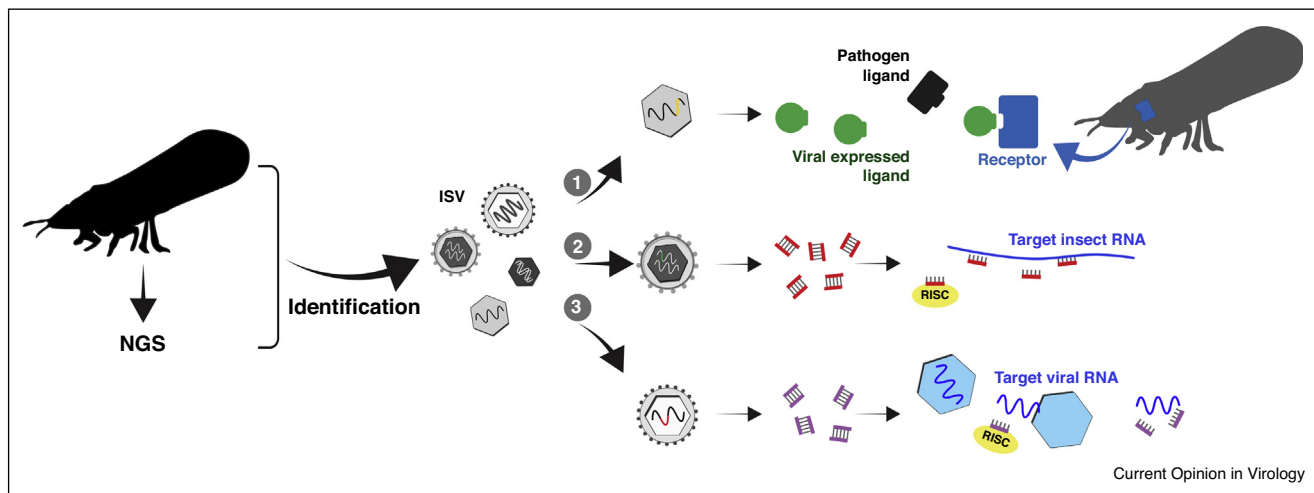 NGS
Identification
ISV
1
2
3
Pathogen
ligand
Viral expressed
ligand
Receptor
Target insect RNA
RISC
Target viral RNA
RISC
Current Opinion in Virology